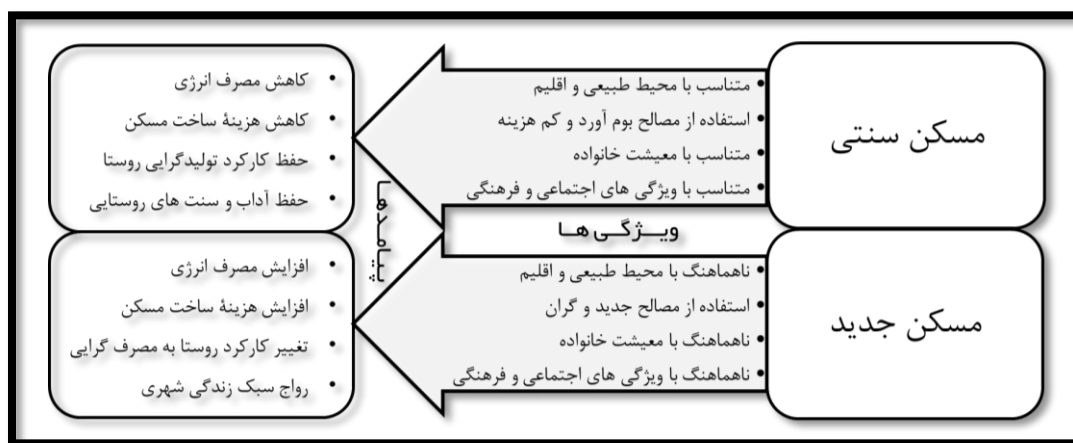 مسکن سنتی
• متناسب با محیط طبیعی و اقلیم
• استفاده از مصالح بوم آورد و کم هزینه
• متناسب با معیشت خانواده
• متناسب با ویژگی های اجتماعی و فرهنگی
• کاهش مصرف انرژی
• کاهش هزینۀ ساخت مسکن
• حفظ کارکرد تولیدگرایی روستا
• حفظ آداب و سنت های روستایی
ویــژگـی هـا
پیـامدهـا
مسکن جدید
• ناهماهنگ با محیط طبیعی و اقلیم
• استفاده از مصالح جدید و گران
• ناهماهنگ با معیشت خانواده
• ناهماهنگ با ویژگی های اجتماعی و فرهنگی
• افزایش مصرف انرژی
• افزایش هزینۀ ساخت مسکن
• تغییر کارکرد روستا به مصرف گرایی
• رواج سبک زندگی شهری